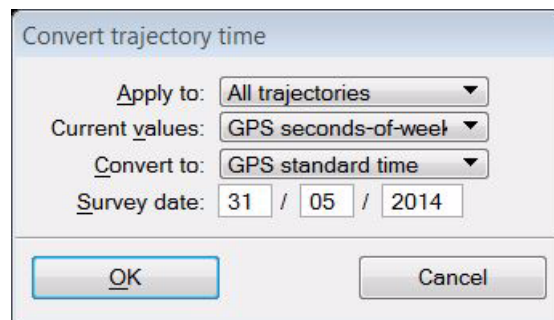 Convert trajectory time
Apply to: All trajectories
Current values: GPS seconds-of-week
Convert to: GPS standard time
Survey date: 31 / 05 / 2014
OK Cancel